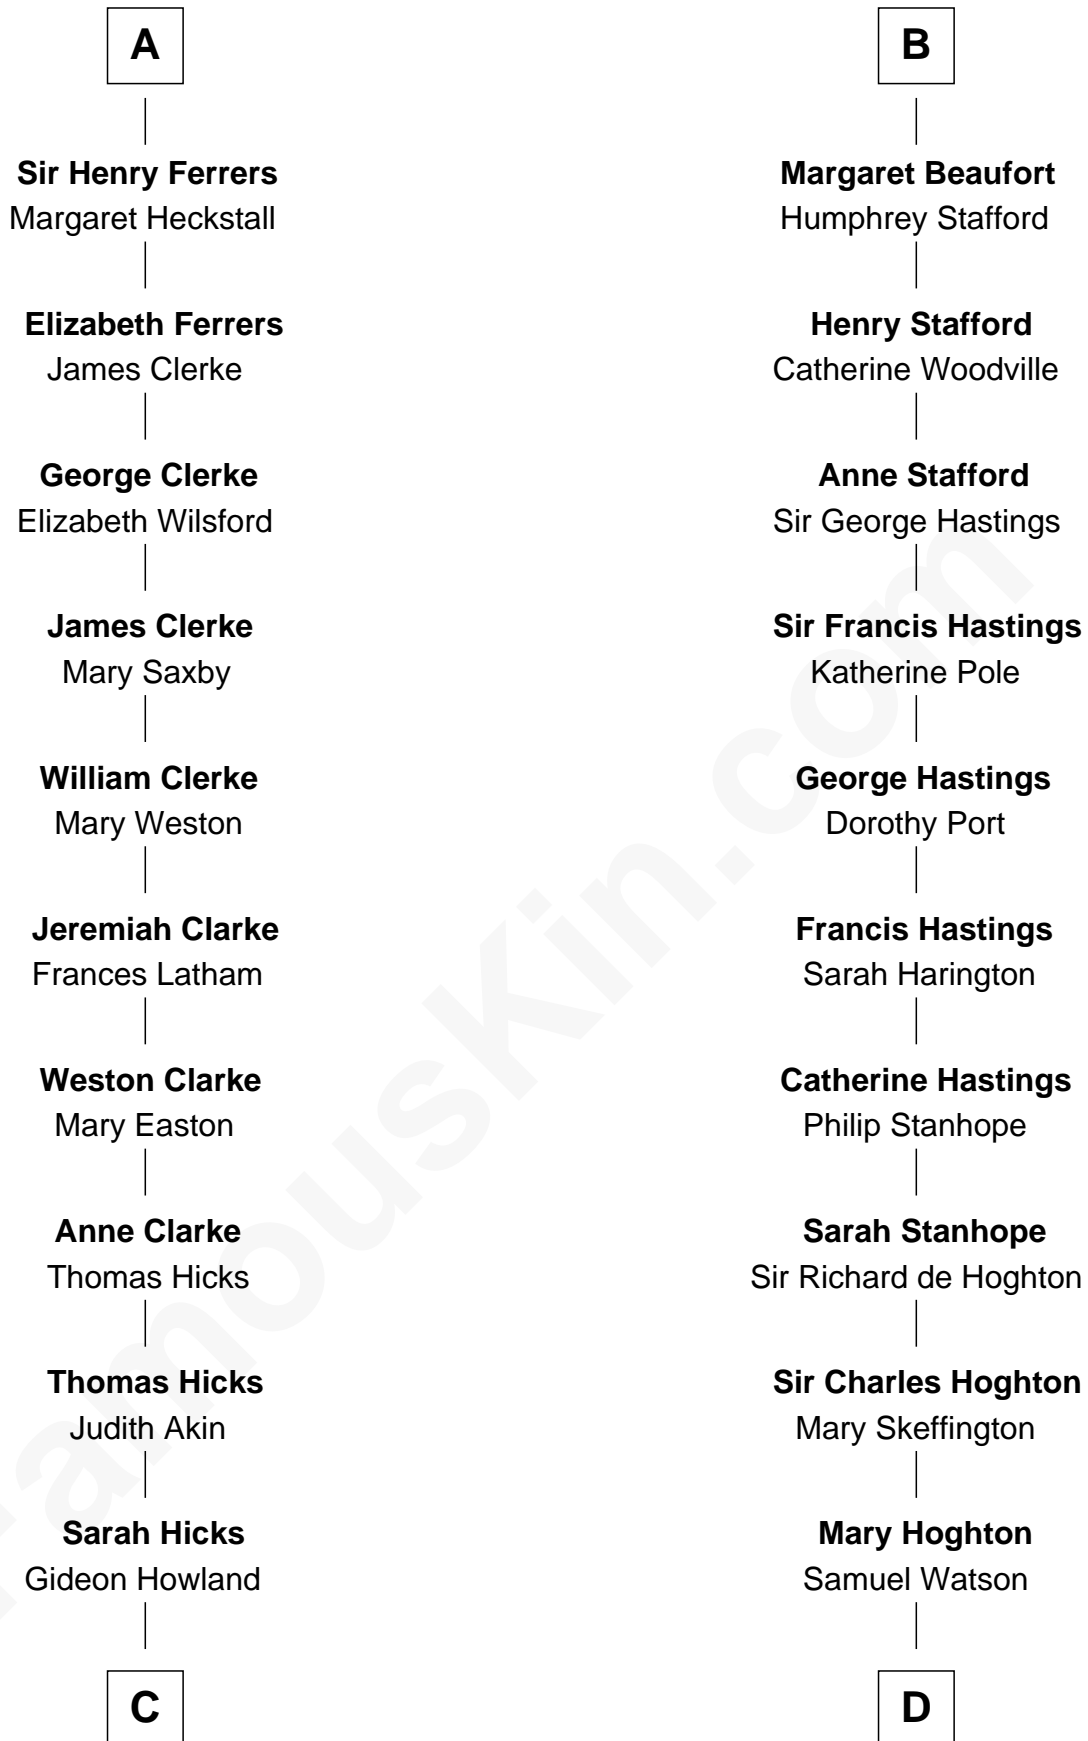 A
Sir Henry Ferrers
Margaret Heckstall
Elizabeth Ferrers
James Clerke
George Clerke
Elizabeth Wilsford
James Clerke
Mary Saxby
William Clerke
Mary Weston
Jeremiah Clarke
Frances Latham
Weston Clarke
Mary Easton
Anne Clarke
Thomas Hicks
Thomas Hicks
Judith Akin
Sarah Hicks
Gideon Howland
C
B
Margaret Beaufort
Humphrey Stafford
Henry Stafford
Catherine Woodville
Anne Stafford
Sir George Hastings
Sir Francis Hastings
Katherine Pole
George Hastings
Dorothy Port
Francis Hastings
Sarah Harington
Catherine Hastings
Philip Stanhope
Sarah Stanhope
Sir Richard de Hoghton
Sir Charles Hoghton
Mary Skeffington
Mary Hoghton
Samuel Watson
D
FamousKin.com